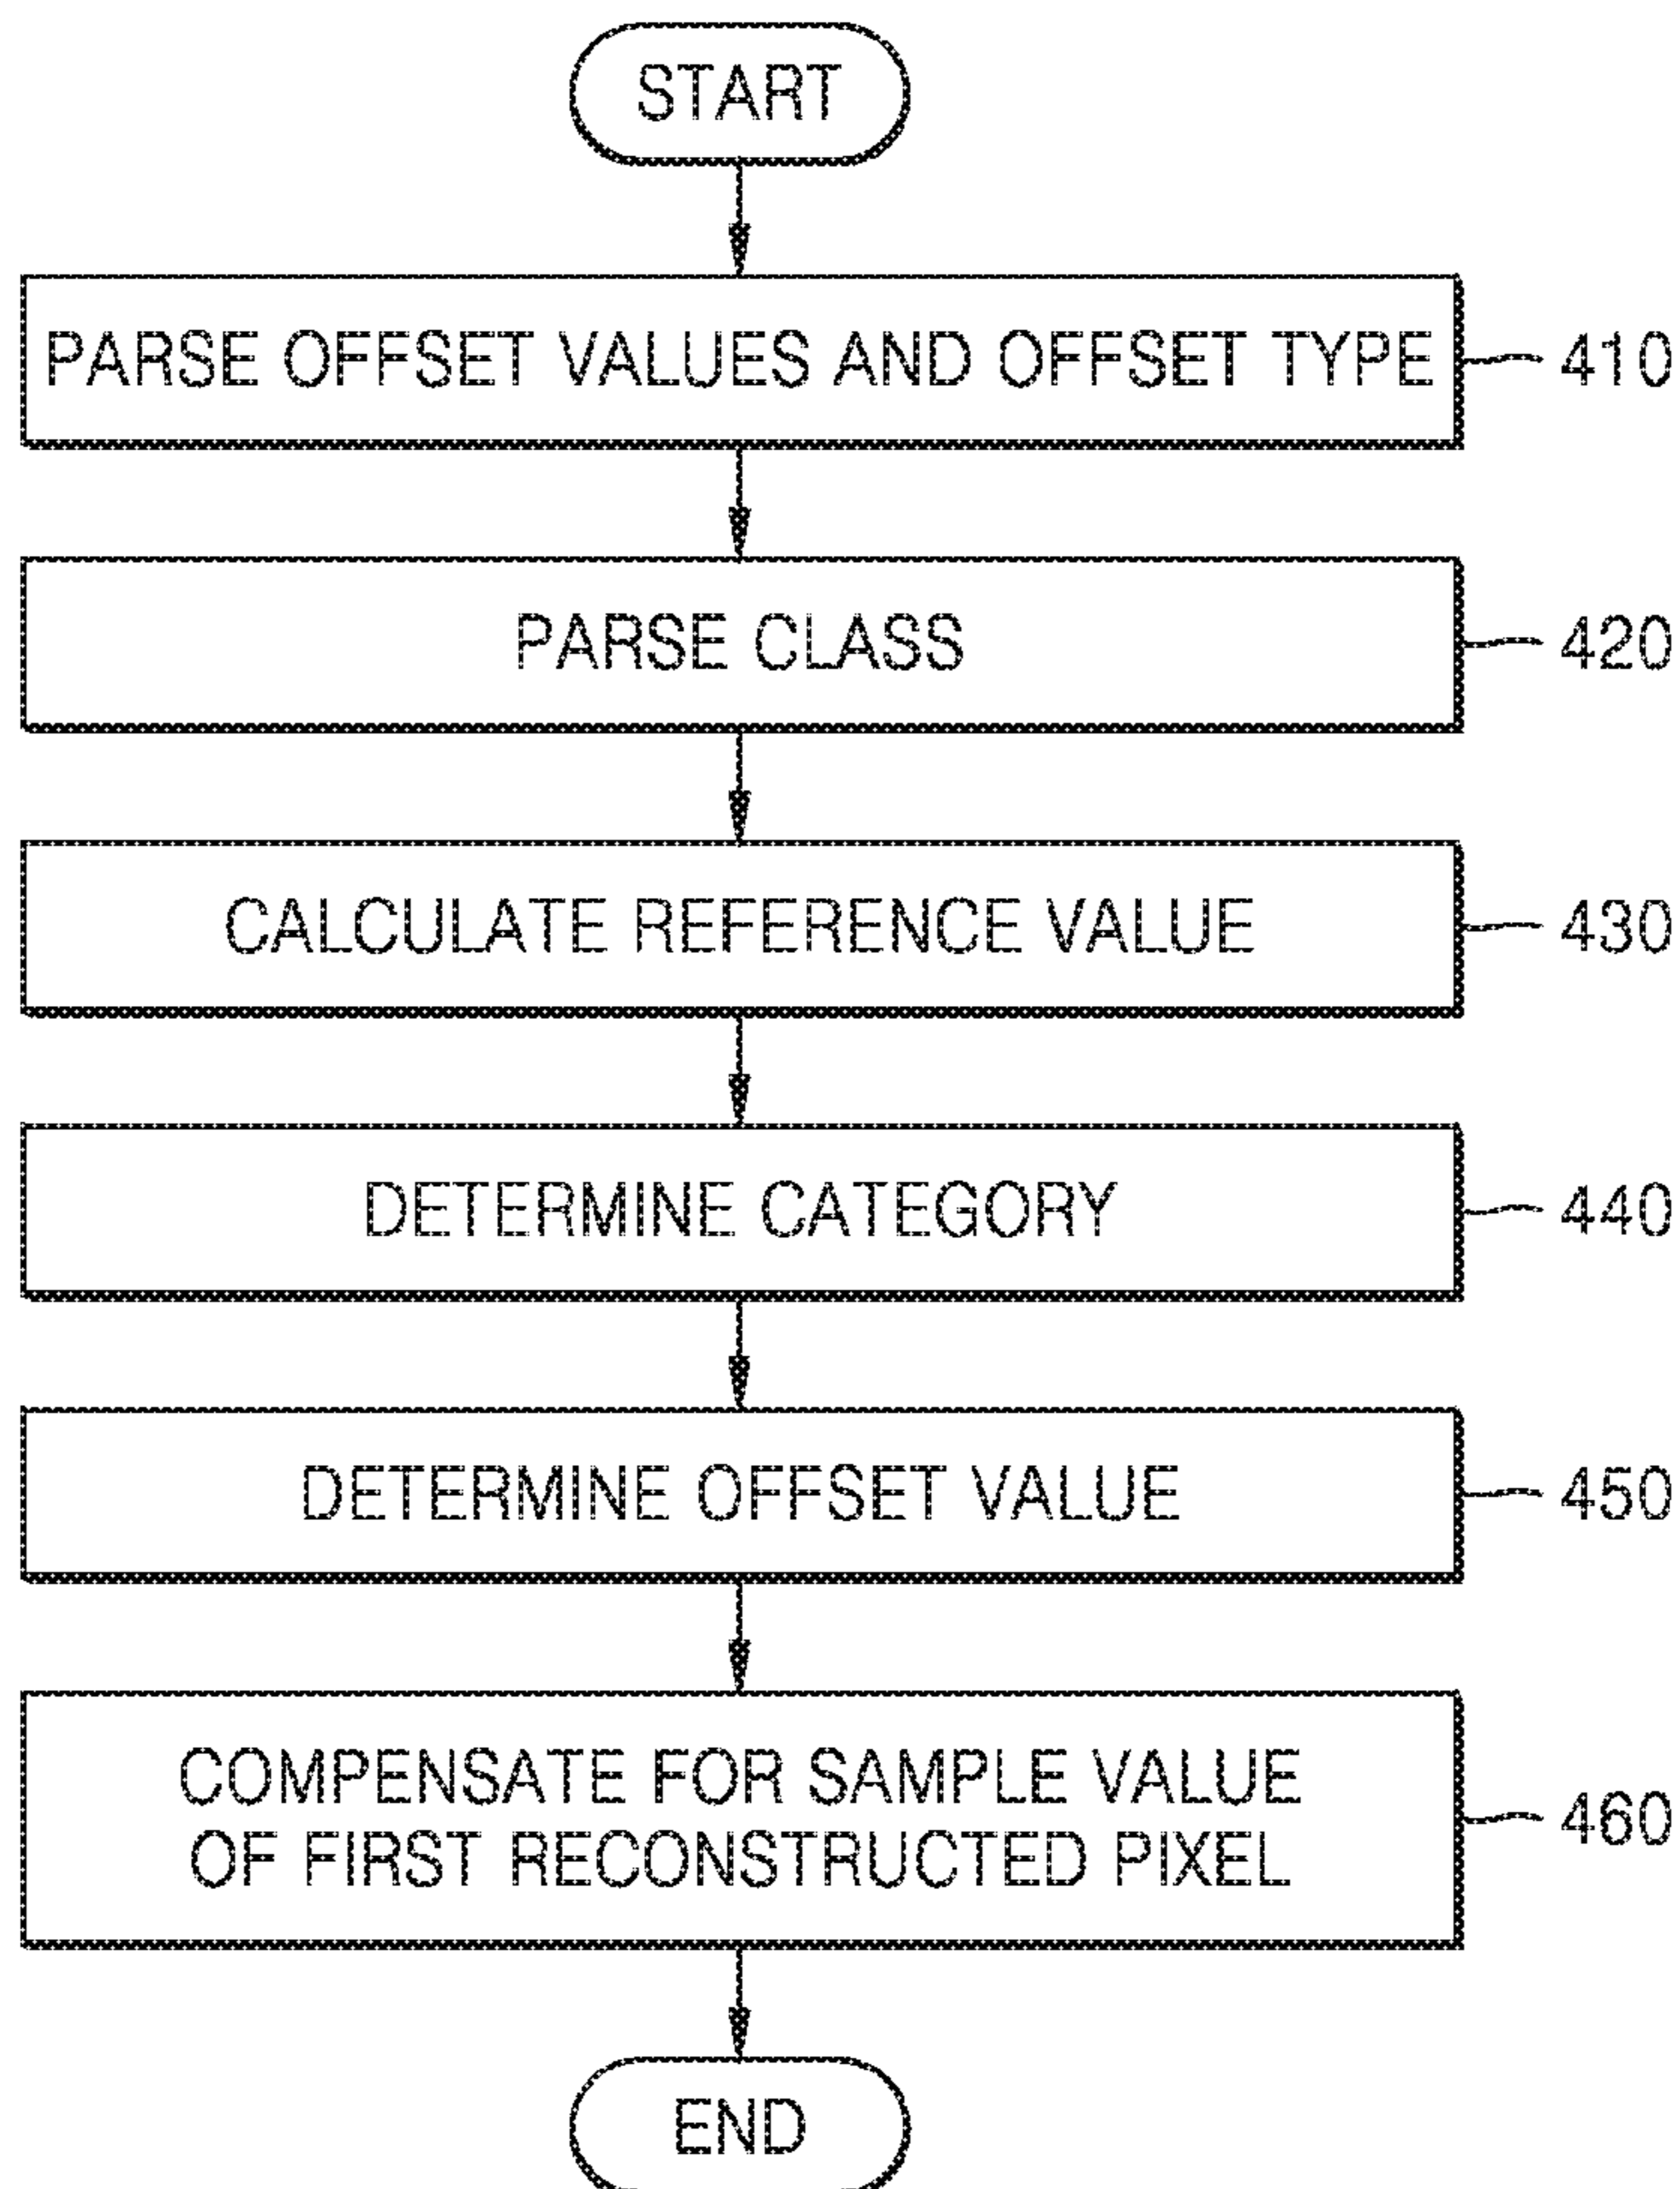 START
PARSE OFFSET VALUES AND OFFSET TYPE
410
PARSE CLASS
420
CALCULATE REFERENCE VALUE
430
DETERMINE CATEGORY
440
DETERMINE OFFSET VALUE
450
COMPENSATE FOR SAMPLE VALUE
OF FIRST RECONSTRUCTED PIXEL
460
END